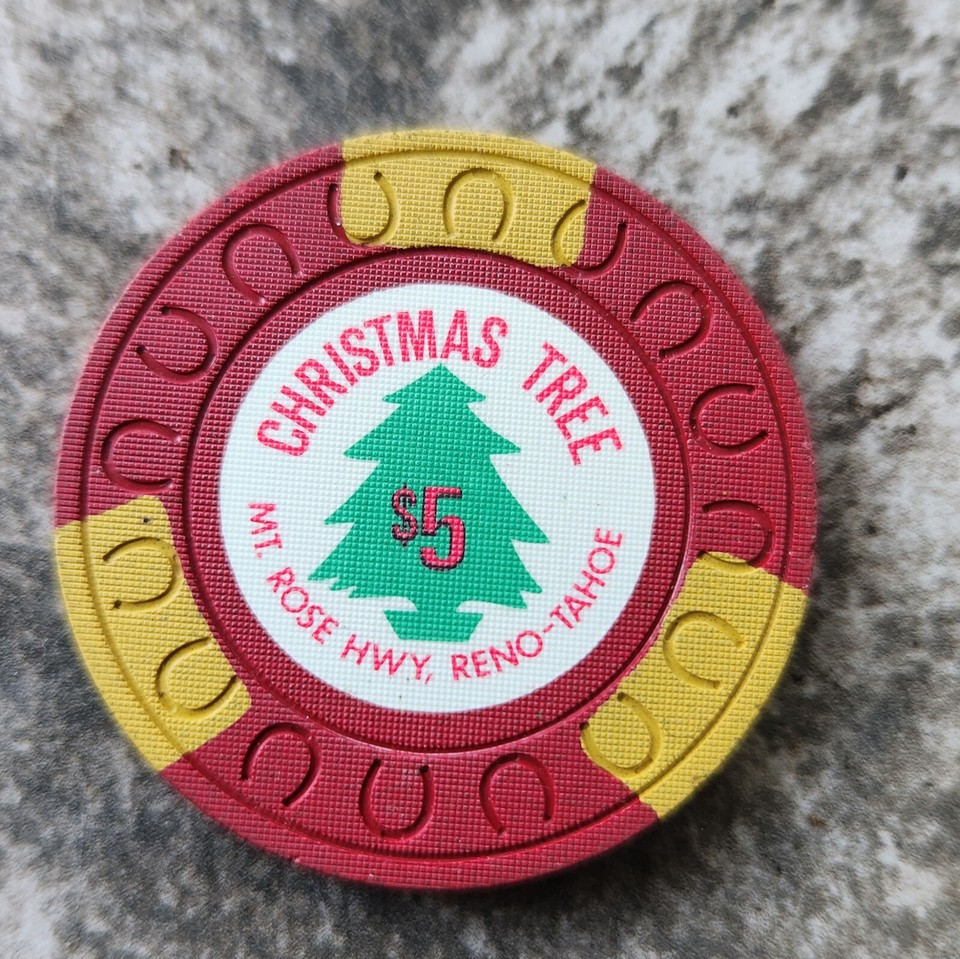 CHRISTMAS TREE
$5
MT. ROSE HWY, RENO-TAHOE